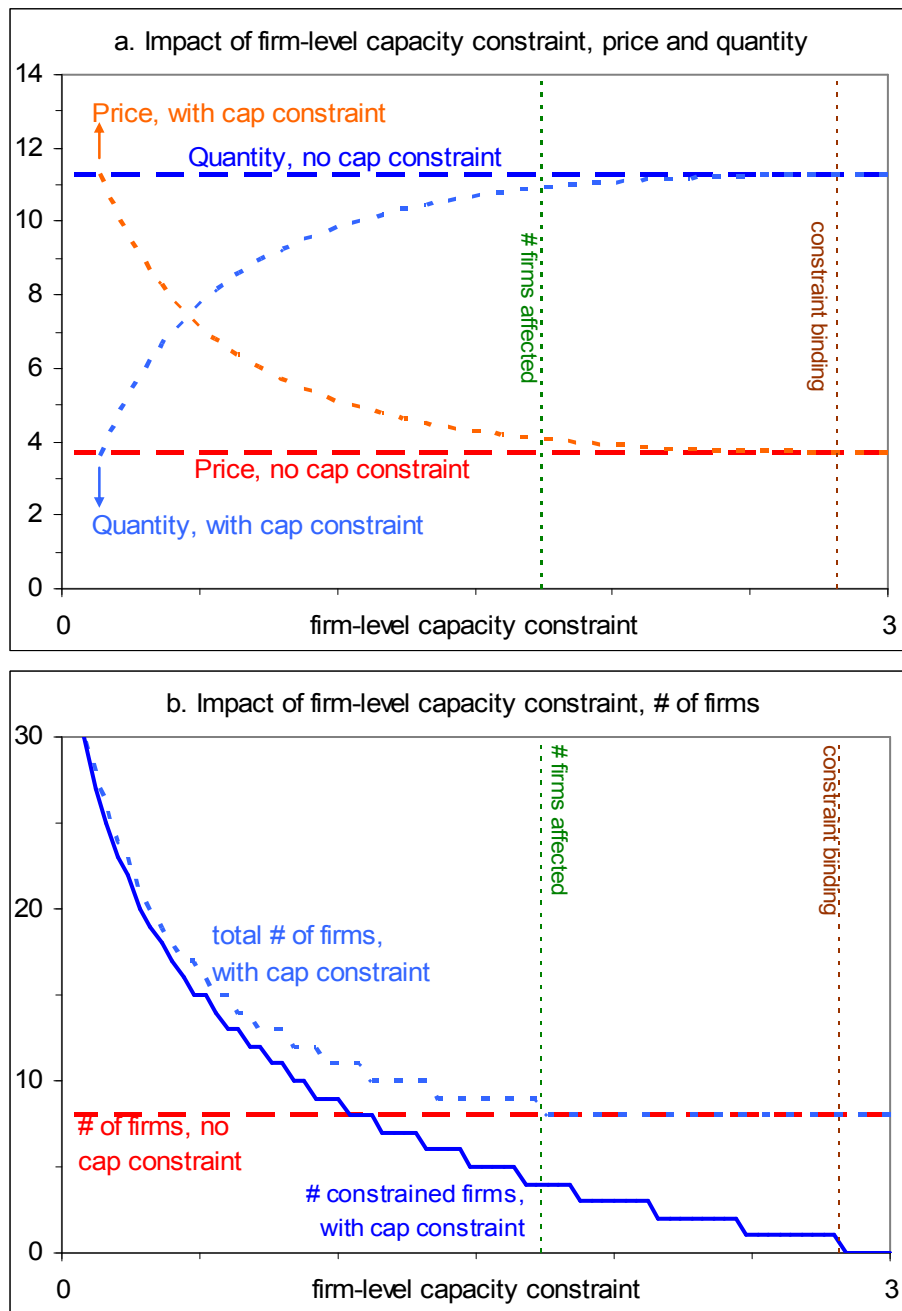 a. Impact of firm-level capacity constraint, price and quantity
14
12
10
8
6
4
2
0
Price, with cap constraint
Quantity, no cap constraint
# firms affected
constraint binding
Price, no cap constraint
Quantity, with cap constraint
0
firm-level capacity constraint
3
b. Impact of firm-level capacity constraint, # of firms
30
20
10
0
# firms affected
constraint binding
total # of firms,
with cap constraint
# of firms, no
cap constraint
# constrained firms,
with cap constraint
0
firm-level capacity constraint
3